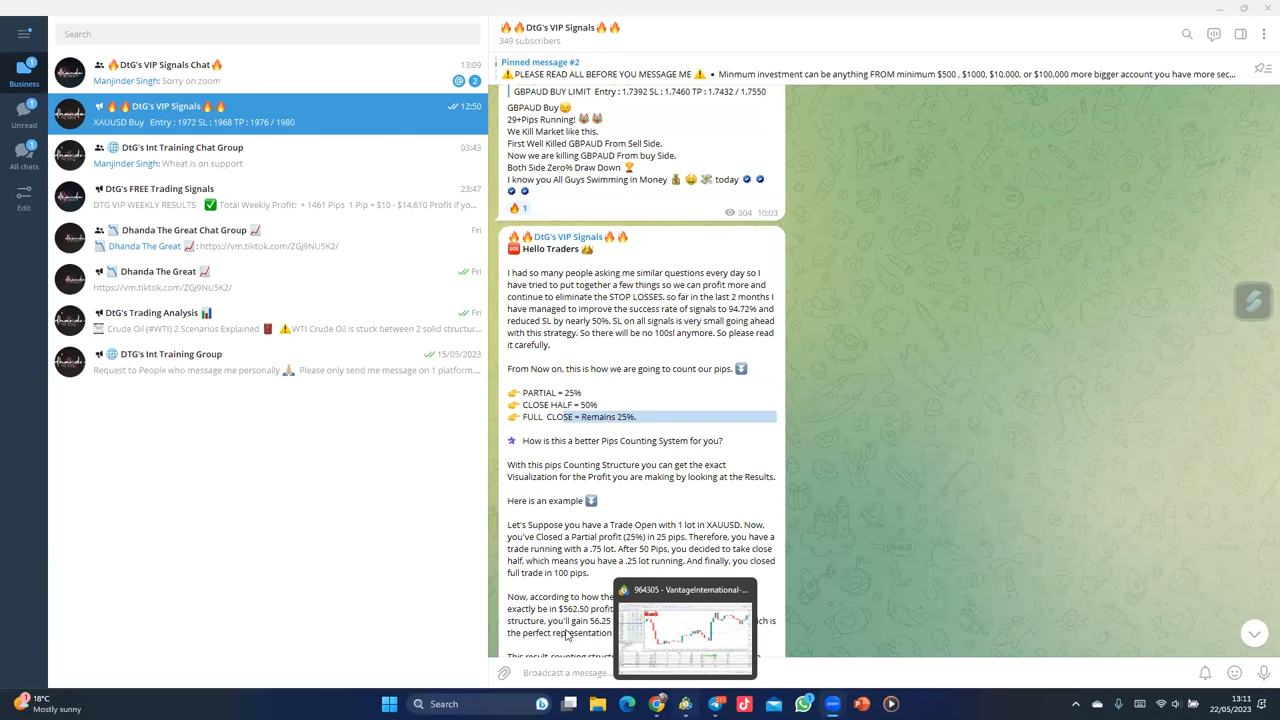 Search
Business
Unread
All chats
Edit
🔥DtG's VIP Signals Chat🔥
13:09
Manjinder Singh: Sorry on zoom
@ 2
🔥🔥DtG's VIP Signals🔥🔥
12:50
XAUUSD Buy Entry : 1972 SL : 1968 TP : 1976 / 1980
DtG's Int Training Chat Group
03:43
Manjinder Singh: Wheat is on support
DtG's FREE Trading Signals
23:47
DTG VIP WEEKLY RESULTS ✅ Total Weekly Profit: + 1461 Pips 1 Pip = $10 - $14,610 Profit if yo...
Dhanda The Great Chat Group
Fri
Dhanda The Great : https://vm.tiktok.com/ZGJ9NU5K2/
Dhanda The Great
Fri
https://vm.tiktok.com/ZGJ9NU5K2/
DtG's Trading Analysis
Fri
Crude Oil (#WTI) 2 Scenarios Explained ⚠WTI Crude Oil is stuck between 2 solid structur...
DTG's Int Training Group
15/05/2023
Request to People who message me personally Please only send me message on 1 platform....
🔥🔥DtG's VIP Signals🔥🔥
349 subscribers
Pinned message #2
⚠PLEASE READ ALL BEFORE YOU MESSAGE ME ⚠ • Minmum investment can be anything FROM minimum $500 , $1000, $10,000, or $100,000 more bigger account you have more sec...
GBPAUD BUY LIMIT Entry : 1.7392 SL : 1.7460 TP : 1.7432 / 1.7550
GBPAUD Buy
29+Pips Running!
We Kill Market like this.
First Well Killed GBPAUD From Sell Side.
Now we are killing GBPAUD From buy Side.
Both Side Zero% Draw Down 🏆
I know you All Guys Swimming in Money today
🔥 1
304 10:03
🔥🔥DtG's VIP Signals🔥🔥
🆘 Hello Traders
I had so many people asking me similar questions every day so I
have tried to put together a few things so we can profit more and
continue to eliminate the STOP LOSSES. so far in the last 2 months I
have managed to improve the success rate of signals to 94.72% and
reduced SL by nearly 50%. SL on all signals is very small going ahead
with this strategy. So there will be no 100sl anymore. So please read
it carefully.
From Now on, this is how we are going to count our pips.
👉 PARTIAL = 25%
👉 CLOSE HALF = 50%
👉 FULL CLOSE = Remains 25%.
How is this a better Pips Counting System for you?
With this pips Counting Structure you can get the exact
Visualization for the Profit you are making by looking at the Results.
Here is an example
Let's Suppose you have a Trade Open with 1 lot in XAUUSD. Now,
you've Closed a Partial profit (25%) in 25 pips. Therefore, you have a
trade running with a .75 lot. After 50 Pips, you decided to take close
half, which means you have a .25 lot running. And finally, you closed
full trade in 100 pips.
Now, according to how the
exactly be in $562.50 profit
structure, you'll gain 56.25
the perfect representation
964305 - VantageInternational-...
Broadcast a message...
18°C
Mostly sunny
Search
13:11
22/05/2023